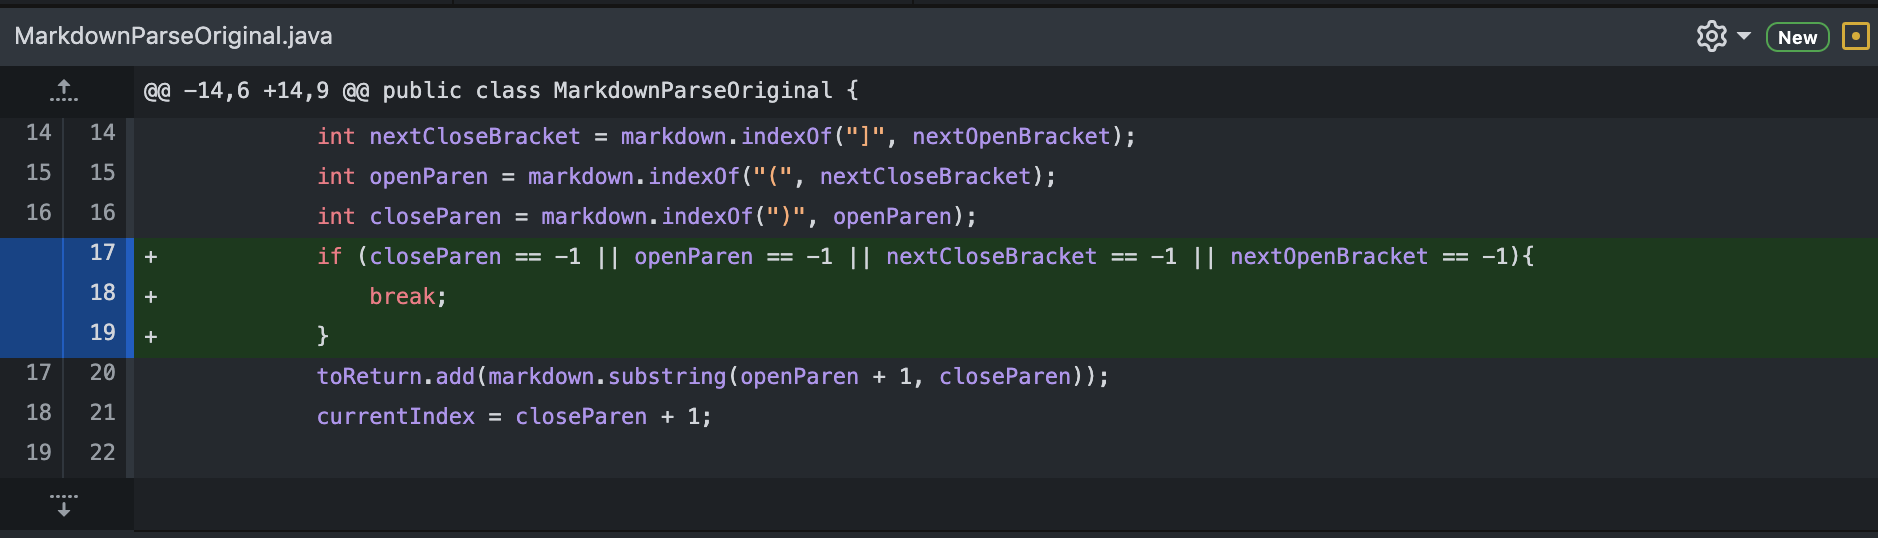 MarkdownParseOriginal.java New
@@ -14,6 +14,9 @@ public class MarkdownParseOriginal {
14 14 int nextCloseBracket = markdown.indexOf("]", nextOpenBracket);
15 15 int openParen = markdown.indexOf("(", nextCloseBracket);
16 16 int closeParen = markdown.indexOf(")", openParen);
17 + if (closeParen == -1 || openParen == -1 || nextCloseBracket == -1 || nextOpenBracket == -1){
18 + break;
19 + }
17 20 toReturn.add(markdown.substring(openParen + 1, closeParen));
18 21 currentIndex = closeParen + 1;
19 22